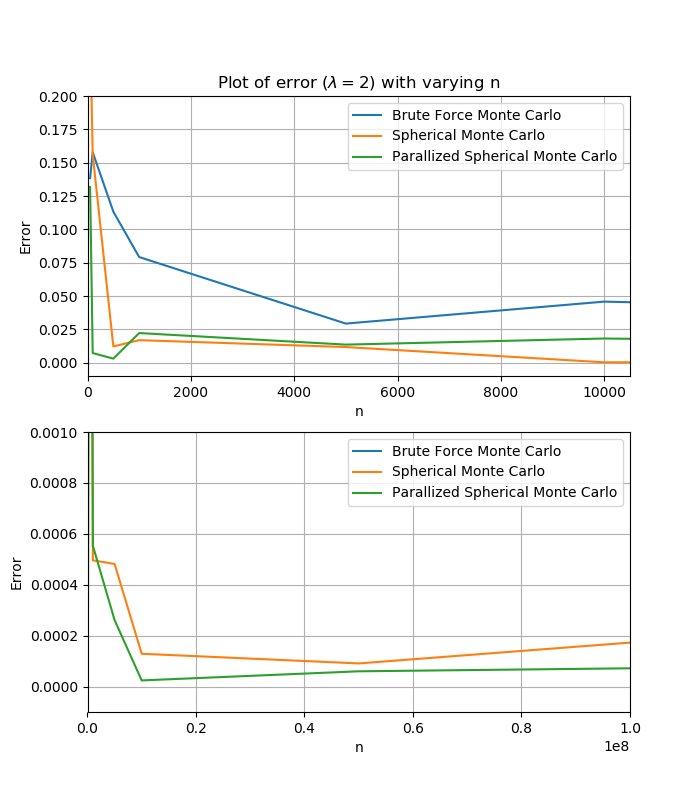 Plot of error (λ = 2) with varying n
0.200
0.175
0.150
0.125
0.100
0.075
0.050
0.025
0.000
Error
Brute Force Monte Carlo
Spherical Monte Carlo
Parallized Spherical Monte Carlo
0 2000 4000 6000 8000 10000
n
0.0010
0.0008
0.0006
0.0004
0.0002
0.0000
Error
Brute Force Monte Carlo
Spherical Monte Carlo
Parallized Spherical Monte Carlo
0.0 0.2 0.4 0.6 0.8 1.0
n
1e8